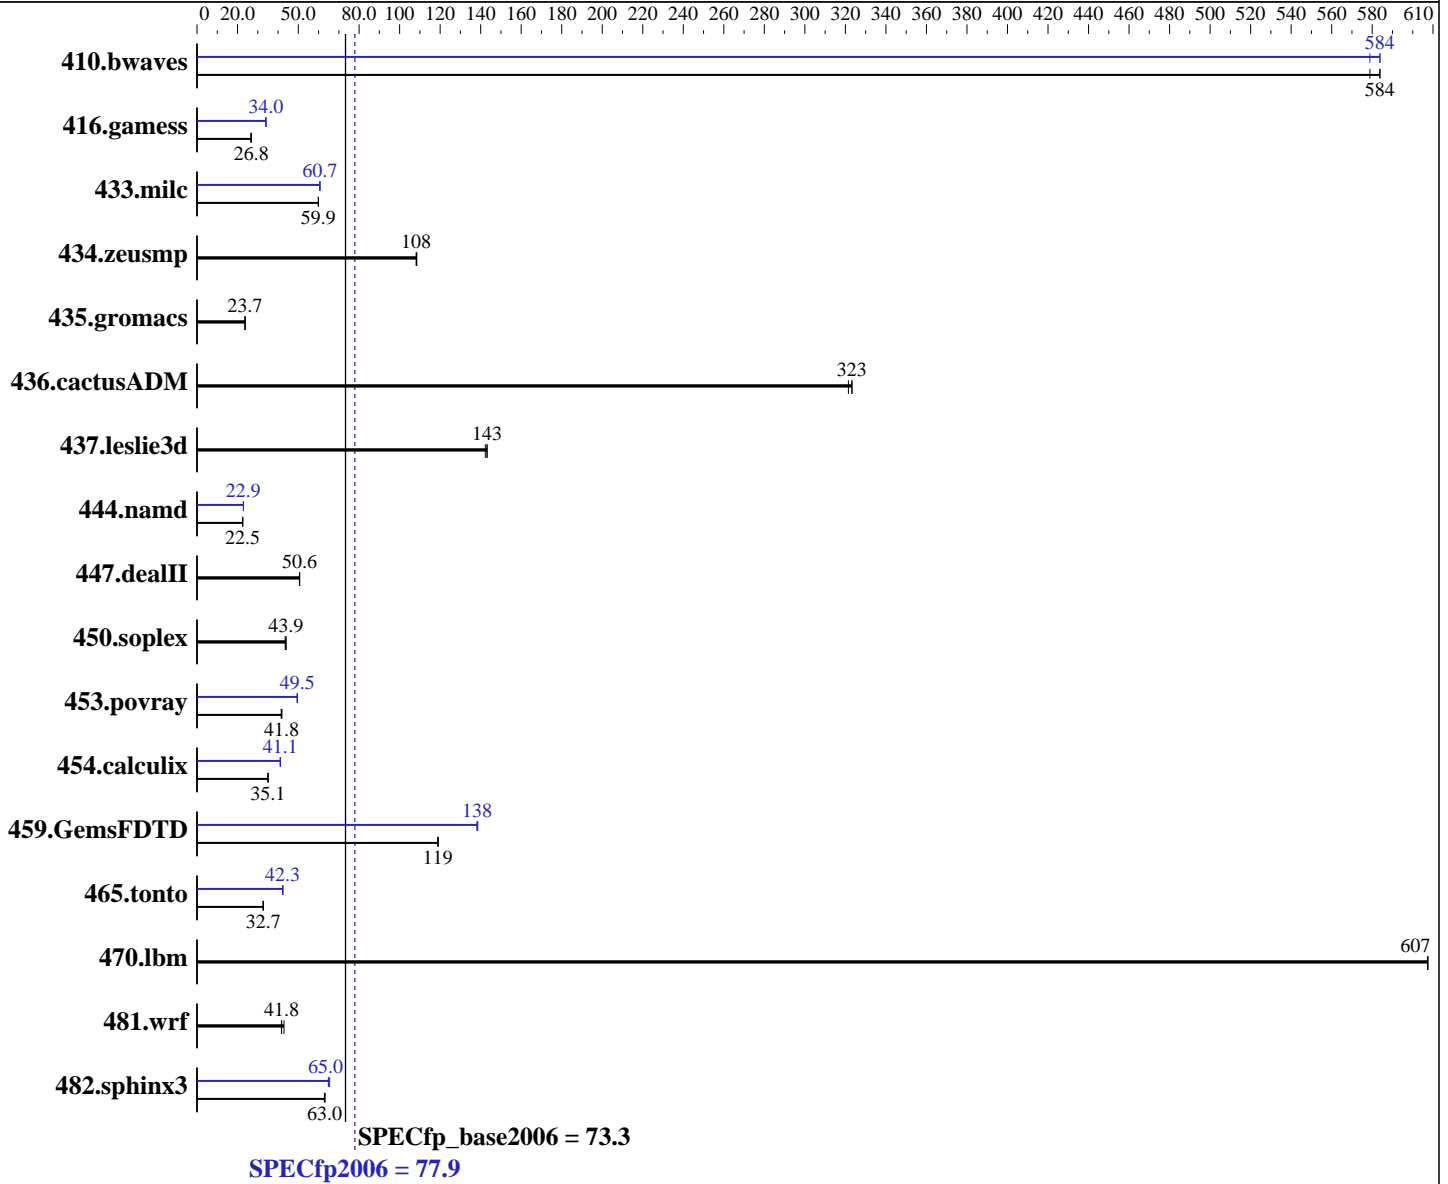 0 20.0 50.0 80.0 100 120 140 160 180 200 220 240 260 280 300 320 340 360 380 400 420 440 460 480 500 520 540 560 580 610
410.bwaves
584
584
416.gamess
34.0
26.8
433.milc
60.7
59.9
434.zeusmp
108
435.gromacs
23.7
436.cactusADM
323
437.leslie3d
143
444.namd
22.9
22.5
447.dealII
50.6
450.soplex
43.9
453.povray
49.5
41.8
454.calculix
41.1
35.1
459.GemsFDTD
138
119
465.tonto
42.3
32.7
470.lbm
607
481.wrf
41.8
482.sphinx3
65.0
63.0
SPECfp_base2006 = 73.3
SPECfp2006 = 77.9